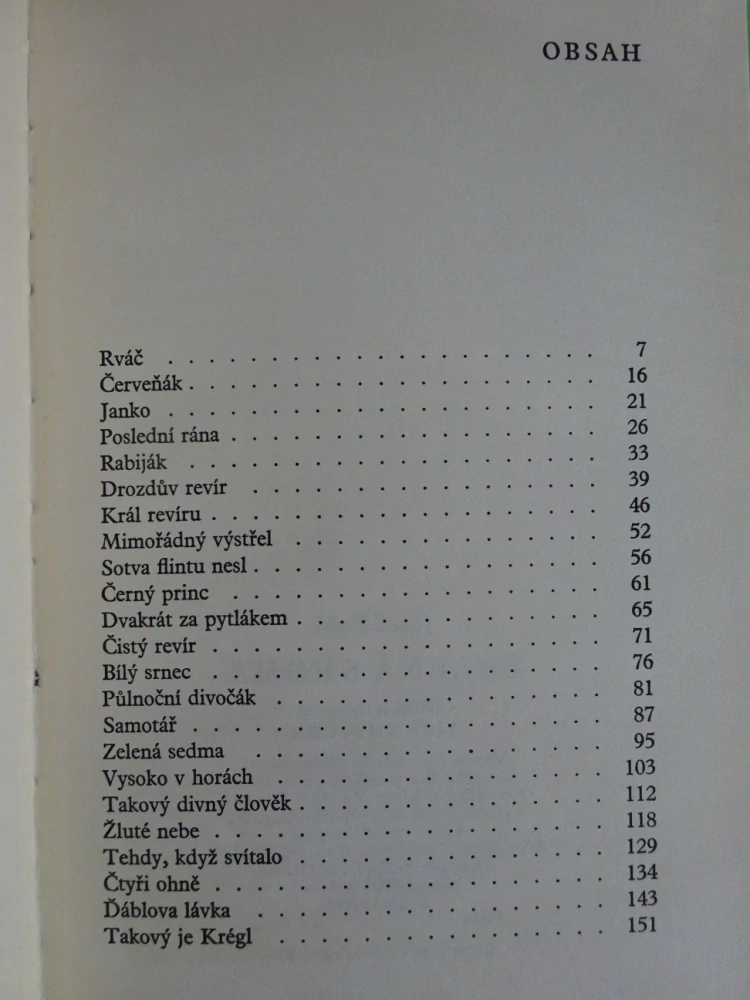 OBSAH
Rváč . . . . . . . . . . . . . . . . . . . 7
Červeňák . . . . . . . . . . . . . . . . . . 16
Janko . . . . . . . . . . . . . . . . . . . 21
Poslední rána . . . . . . . . . . . . . . . . 26
Rabiják . . . . . . . . . . . . . . . . . . 33
Drozdův revír . . . . . . . . . . . . . . . 39
Král revíru . . . . . . . . . . . . . . . . . 46
Mimořádný výstřel . . . . . . . . . . . . . 52
Sotva flintu nesl . . . . . . . . . . . . . . . 56
Černý princ . . . . . . . . . . . . . . . . 61
Dvakrát za pytlákem . . . . . . . . . . . . . 65
Čistý revír . . . . . . . . . . . . . . . . . 71
Bílý srnec . . . . . . . . . . . . . . . . . 76
Půlnoční divočák . . . . . . . . . . . . . . 81
Samotář . . . . . . . . . . . . . . . . . . 87
Zelená sedma . . . . . . . . . . . . . . . 95
Vysoko v horách . . . . . . . . . . . . . . 103
Takový divný člověk . . . . . . . . . . . . . 112
Žluté nebe . . . . . . . . . . . . . . . . . 118
Tehdy, když svítalo . . . . . . . . . . . . . 129
Čtyři ohně . . . . . . . . . . . . . . . . . 134
Ďáblova lávka . . . . . . . . . . . . . . . 143
Takový je Krégl . . . . . . . . . . . . . . 151